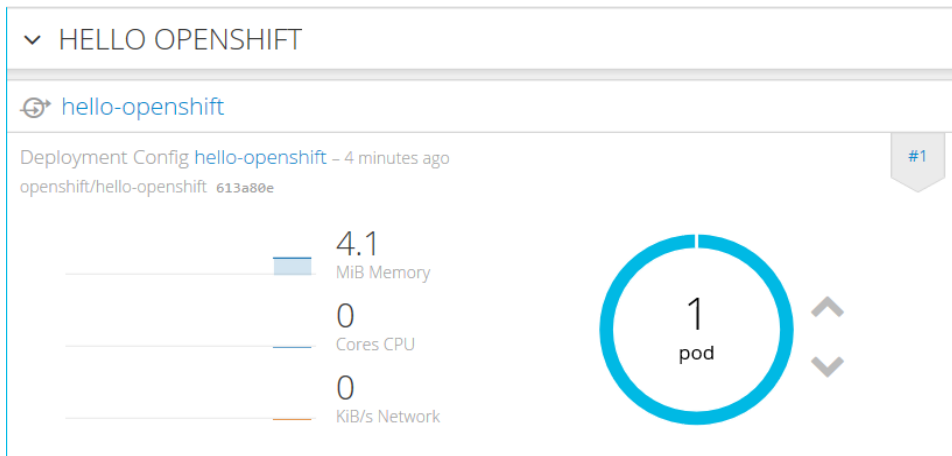 HELLO OPENSHIFT
hello-openshift
Deployment Config hello-openshift – 4 minutes ago
#1
openshift/hello-openshift 613a80e
4.1
MiB Memory
0
Cores CPU
0
KiB/s Network
1
pod